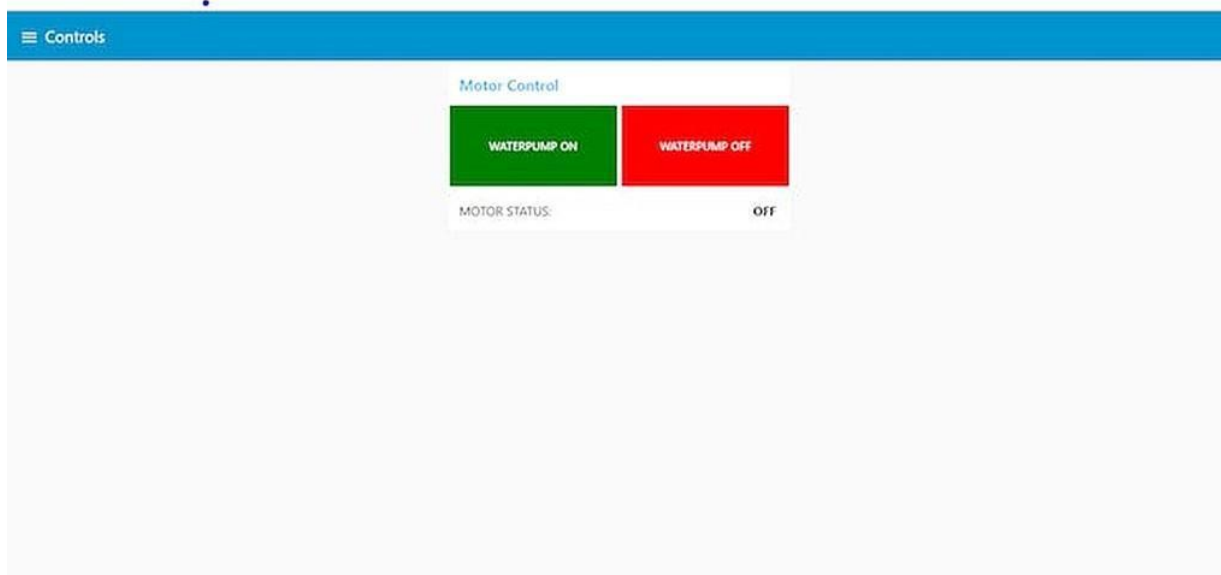 Controls
Motor Control
WATERPUMP ON WATERPUMP OFF
MOTOR STATUS: OFF